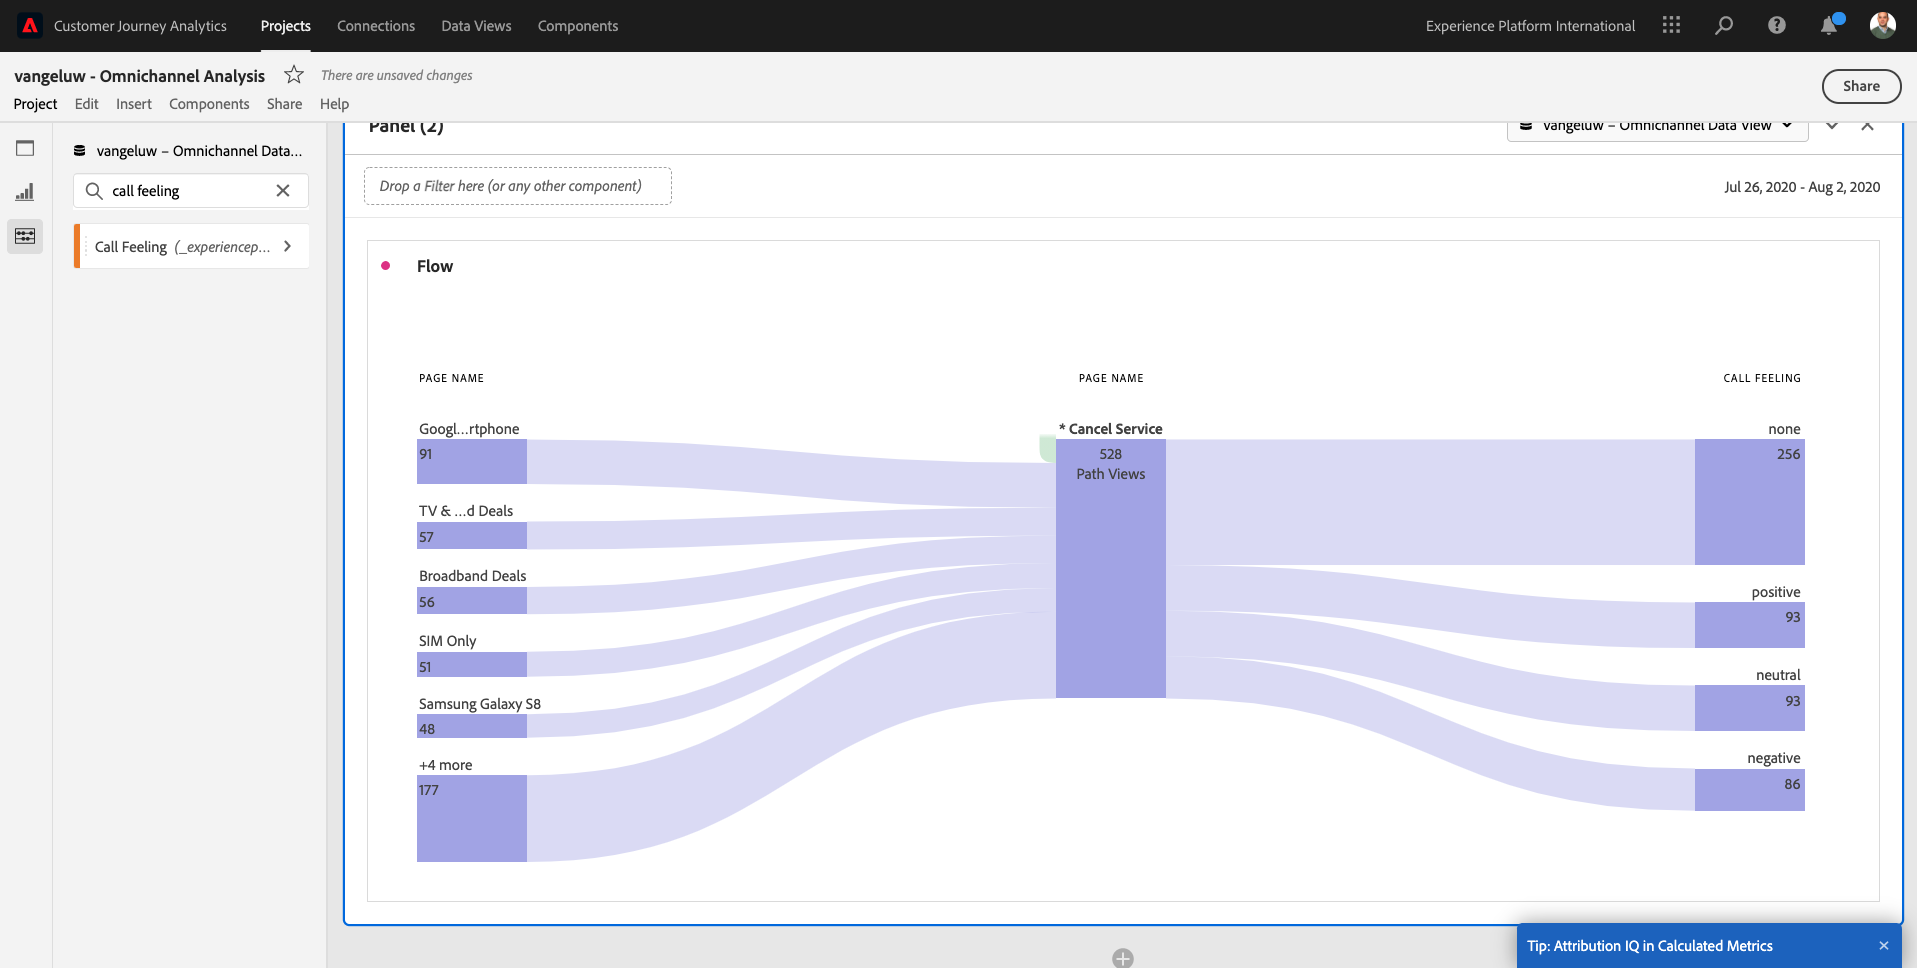 Customer Journey Analytics Projects Connections Data Views Components Experience Platform International
vangeluw - Omnichannel Analysis There are unsaved changes
Share
Project Edit Insert Components Share Help
Panel (2) vangeluw – Omnichannel Data View
vangeluw – Omnichannel Data...
call feeling
Drop a Filter here (or any other component)
Jul 26, 2020 - Aug 2, 2020
Call Feeling (_experiencep...
Flow
PAGE NAME PAGE NAME CALL FEELING
Googl...rtphone
91
TV & ...d Deals
57
Broadband Deals
56
SIM Only
51
Samsung Galaxy S8
48
+4 more
177
* Cancel Service
528
Path Views
none
256
positive
93
neutral
93
negative
86
Tip: Attribution IQ in Calculated Metrics